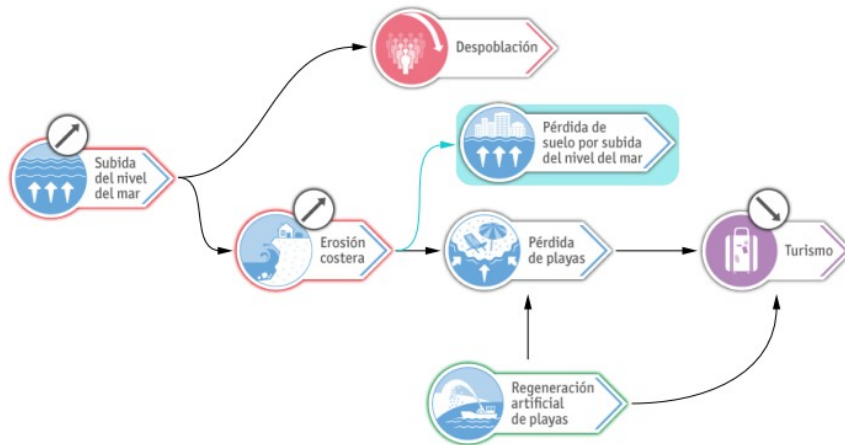 Despoblación
Pérdida de
suelo por subida
del nivel del mar
Subida
del nivel
del mar
Erosión
costera
Pérdida
de playas
Turismo
Regeneración
artificial
de playas